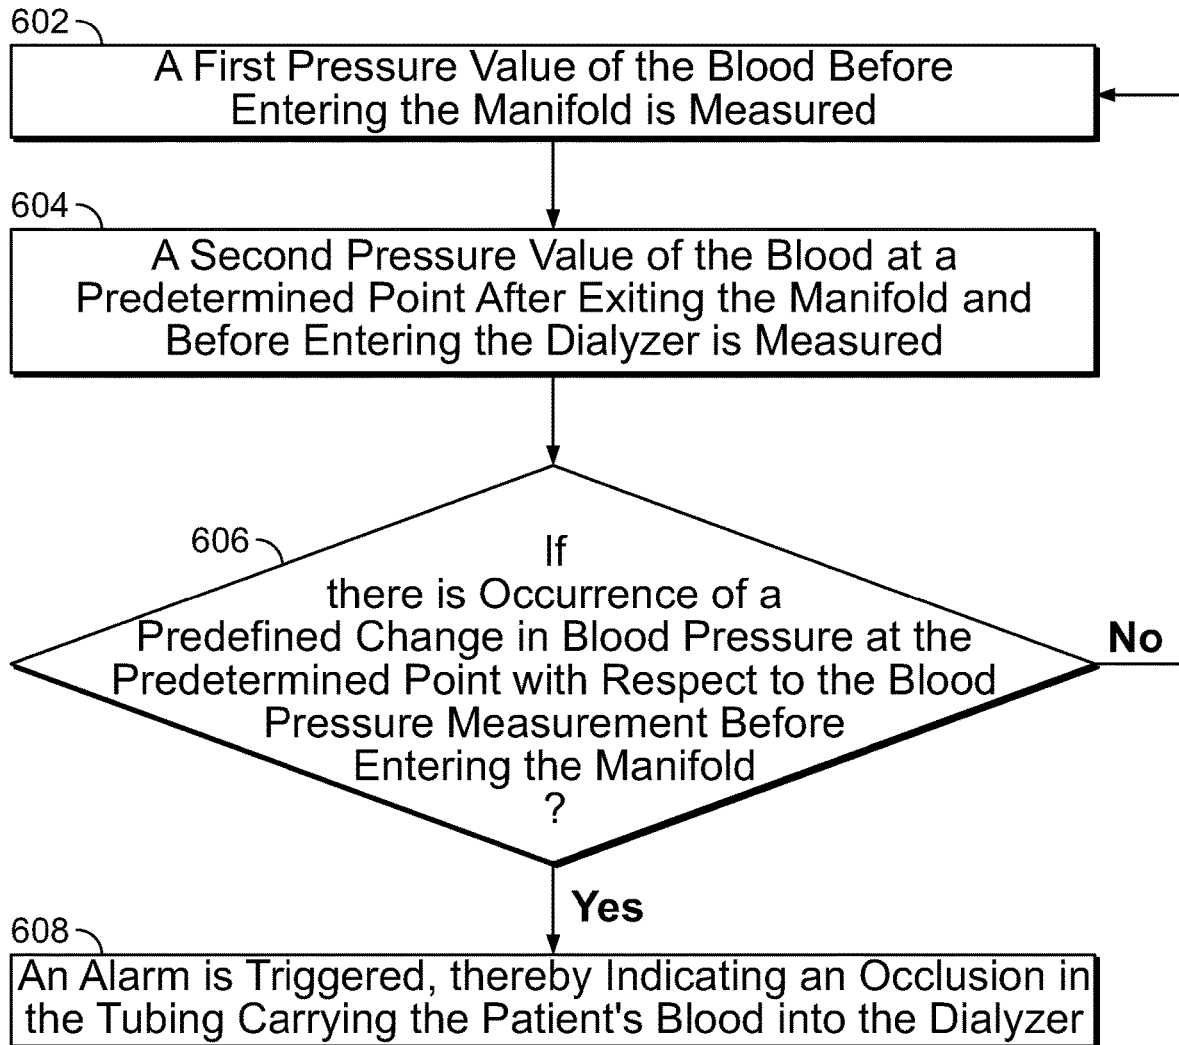 602
A First Pressure Value of the Blood Before
Entering the Manifold is Measured
604
A Second Pressure Value of the Blood at a
Predetermined Point After Exiting the Manifold and
Before Entering the Dialyzer is Measured
606
If
there is Occurrence of a
Predefined Change in Blood Pressure at the
Predetermined Point with Respect to the Blood
Pressure Measurement Before
Entering the Manifold
?
No
Yes
608
An Alarm is Triggered, thereby Indicating an Occlusion in
the Tubing Carrying the Patient's Blood into the Dialyzer